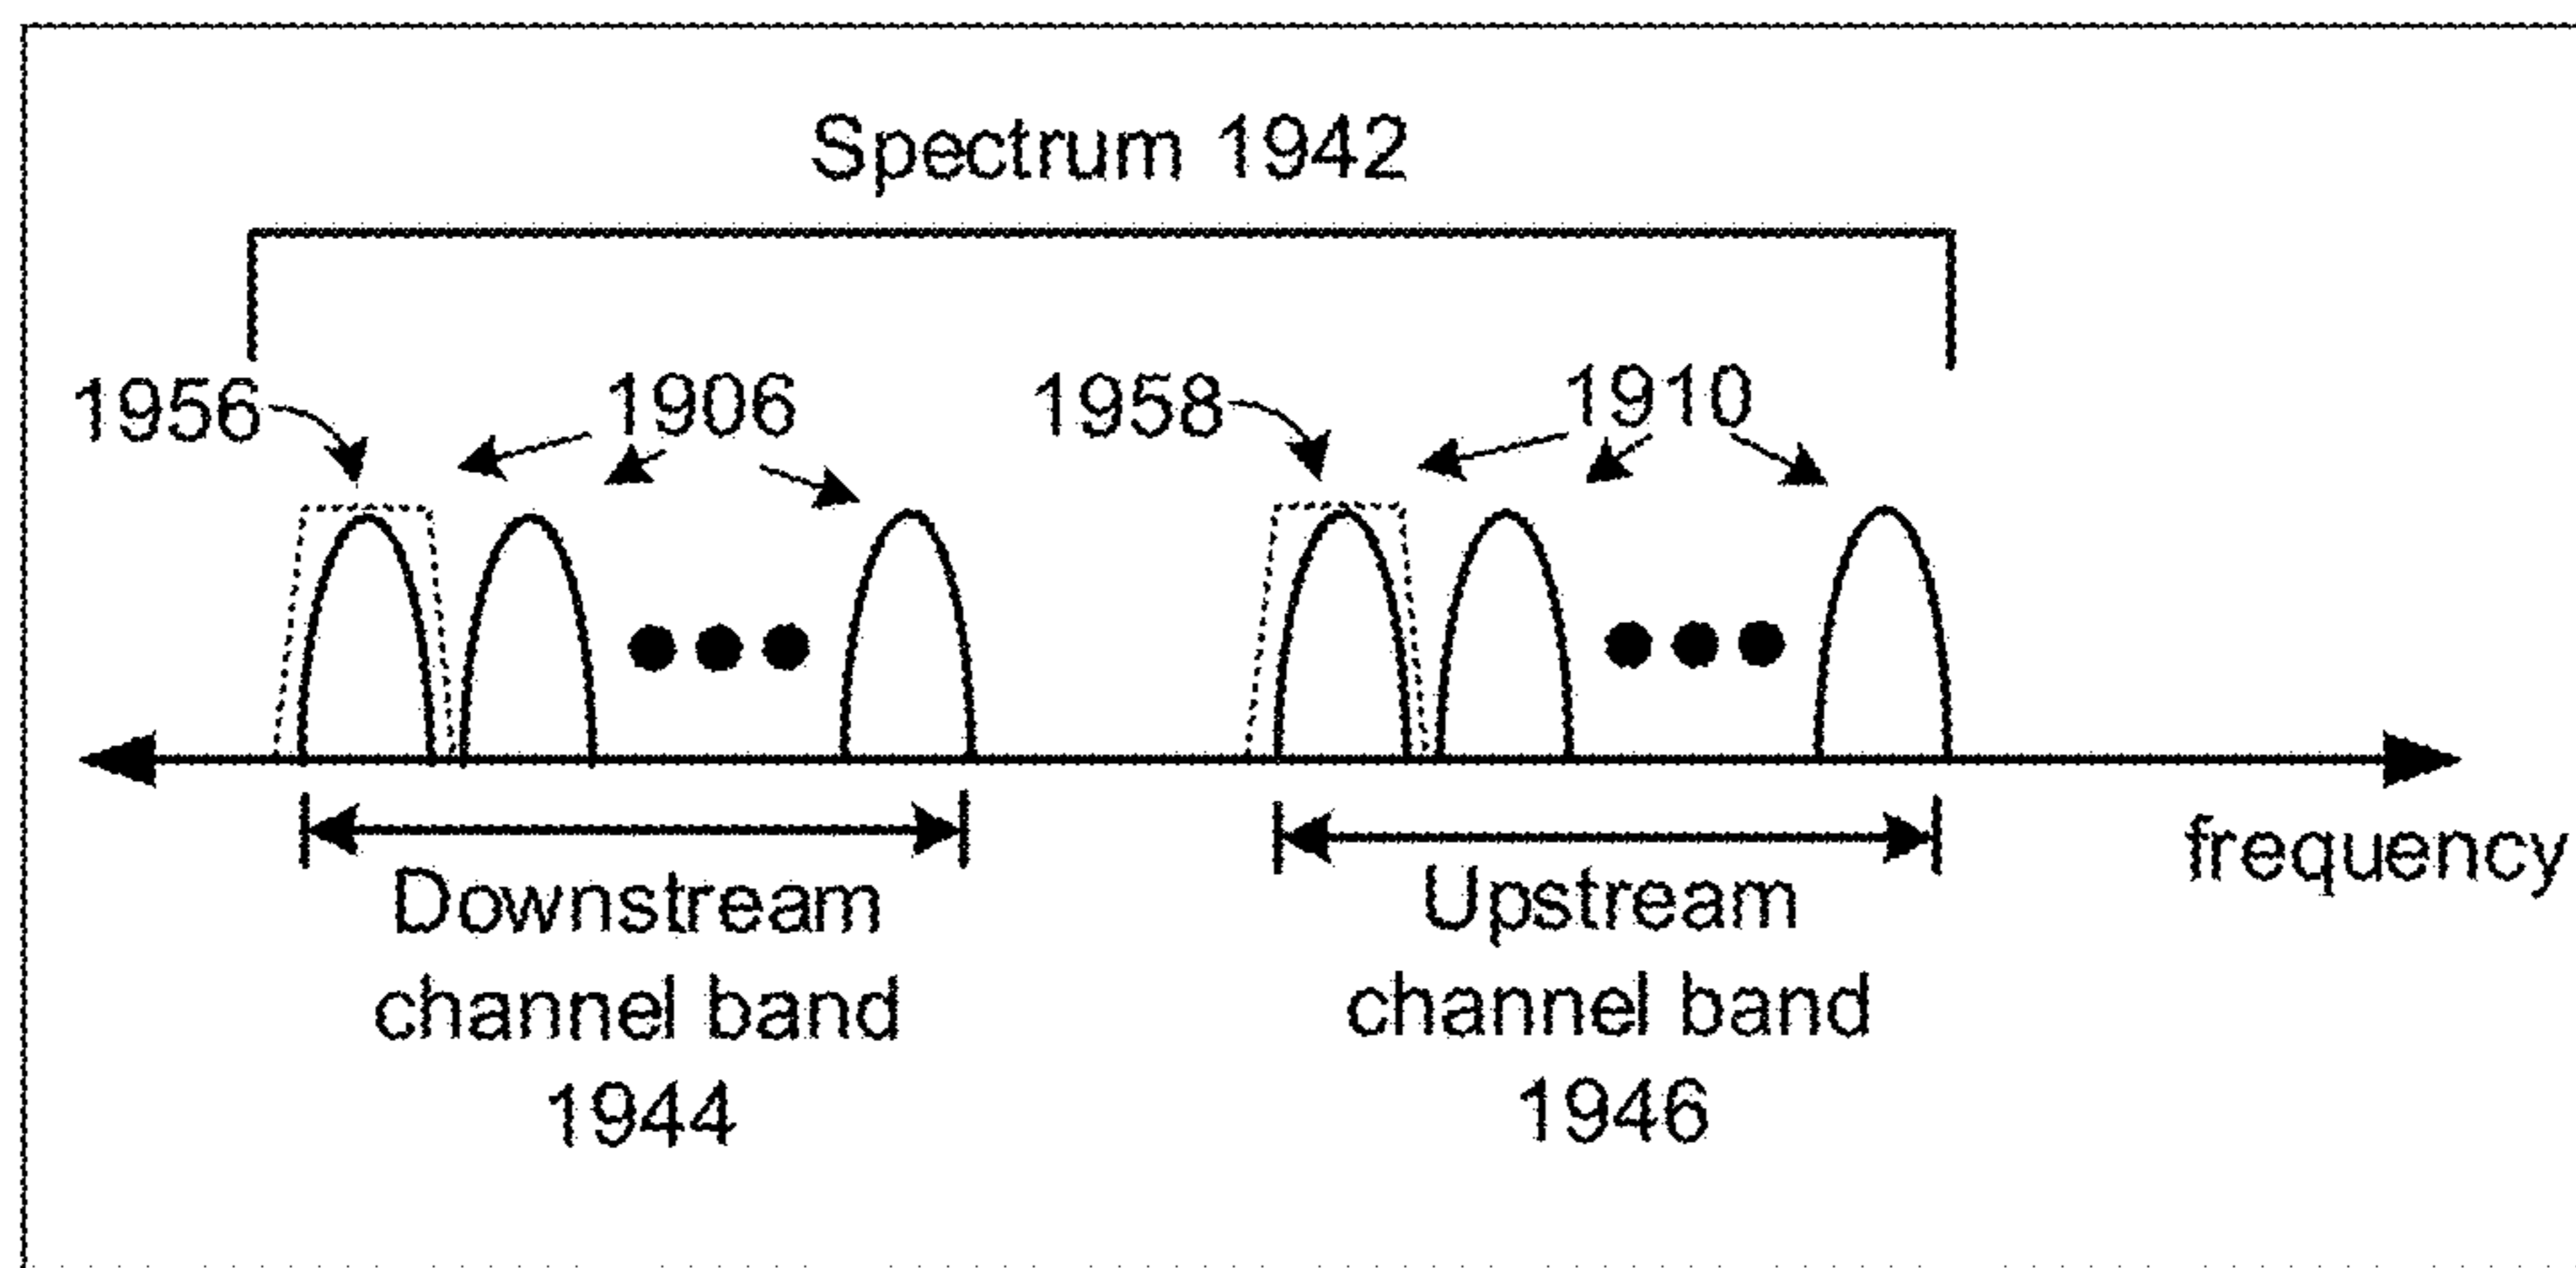 Spectrum 1942
1956
1906
1958
1910
frequency
Downstream
channel band
1944
Upstream
channel band
1946